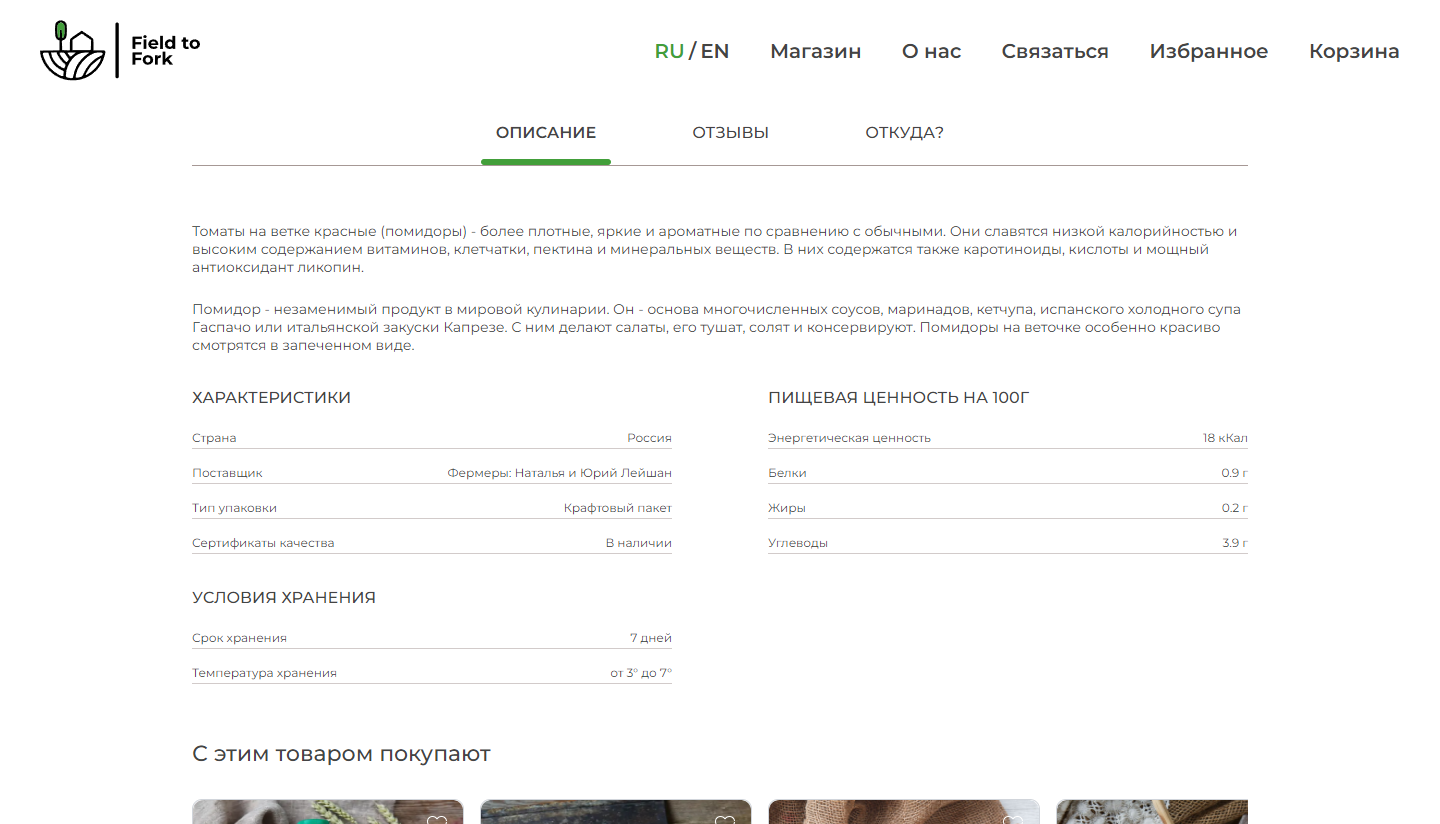 Field to
Fork
RU / EN Магазин О нас Связаться Избранное Корзина
ОПИСАНИЕ ОТЗЫВЫ ОТКУДА?
Томаты на ветке красные (помидоры) - более плотные, яркие и ароматные по сравнению с обычными. Они славятся низкой калорийностью и
высоким содержанием витаминов, клетчатки, пектина и минеральных веществ. В них содержатся также каротиноиды, кислоты и мощный
антиоксидант ликопин.
Помидор - незаменимый продукт в мировой кулинарии. Он - основа многочисленных соусов, маринадов, кетчупа, испанского холодного супа
Гаспачо или итальянской закуски Капрезе. С ним делают салаты, его тушат, солят и консервируют. Помидоры на веточке особенно красиво
смотрятся в запеченном виде.
ХАРАКТЕРИСТИКИ
Страна Россия
Поставщик Фермеры: Наталья и Юрий Лейшан
Тип упаковки Крафтовый пакет
Сертификаты качества В наличии
ПИЩЕВАЯ ЦЕННОСТЬ НА 100Г
Энергетическая ценность 18 кКал
Белки 0.9 г
Жиры 0.2 г
Углеводы 3.9 г
УСЛОВИЯ ХРАНЕНИЯ
Срок хранения 7 дней
Температура хранения от 3° до 7°
С этим товаром покупают